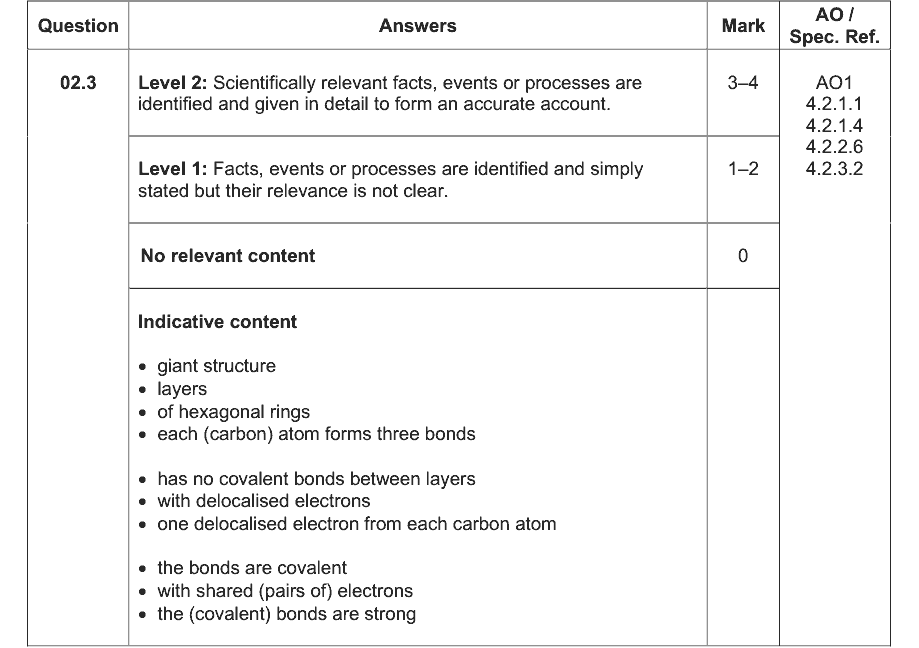 Question Answers Mark AO /
Spec. Ref.
02.3 Level 2: Scientifically relevant facts, events or processes are 3–4 AO1
identified and given in detail to form an accurate account. 4.2.1.1
4.2.1.4
4.2.2.6
Level 1: Facts, events or processes are identified and simply 1–2 4.2.3.2
stated but their relevance is not clear.
No relevant content 0
Indicative content
• giant structure
• layers
• of hexagonal rings
• each (carbon) atom forms three bonds
• has no covalent bonds between layers
• with delocalised electrons
• one delocalised electron from each carbon atom
• the bonds are covalent
• with shared (pairs of) electrons
• the (covalent) bonds are strong